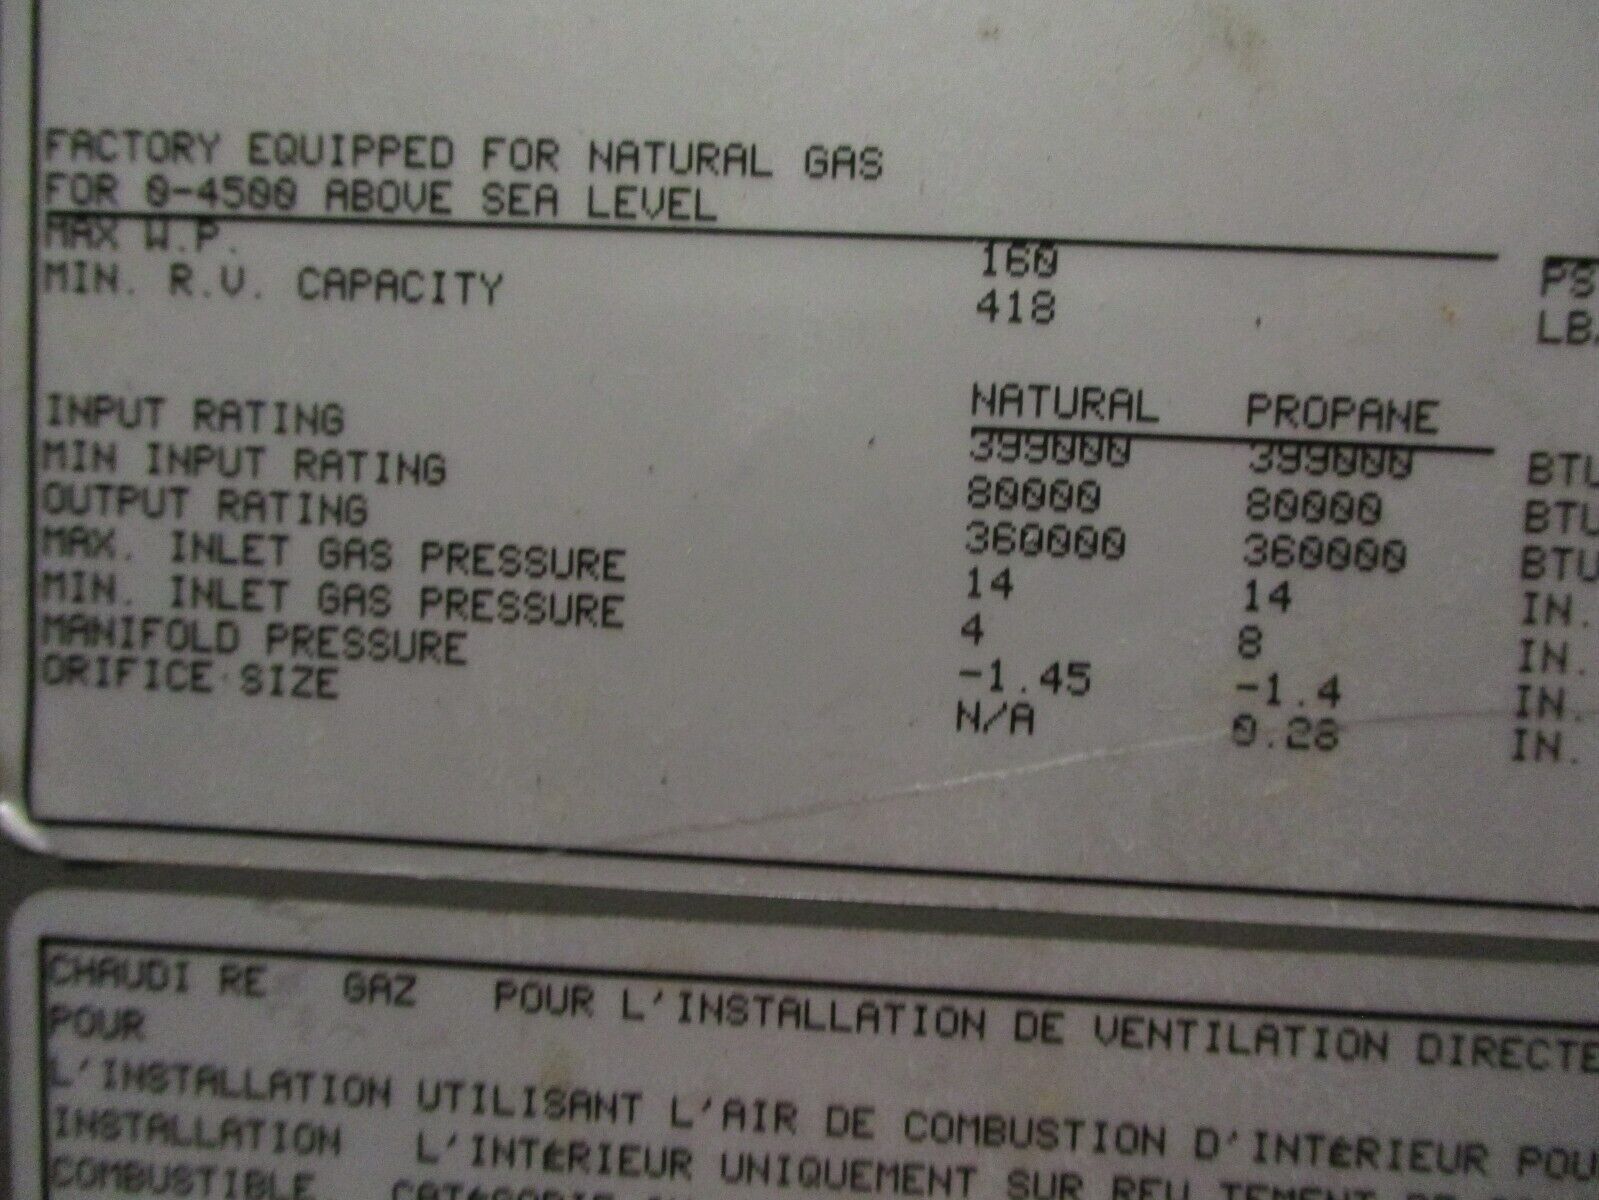 FACTORY EQUIPPED FOR NATURAL GAS
FOR 0-4500 ABOVE SEA LEVEL
MAX W.P. 160 PS
MIN. R.V. CAPACITY 418 LB
NATURAL PROPANE
INPUT RATING 399000 399000 BTU
MIN INPUT RATING 80000 80000 BTU
OUTPUT RATING 360000 360000 BTU
MAX. INLET GAS PRESSURE 14 14 IN.
MIN. INLET GAS PRESSURE 4 8 IN.
MANIFOLD PRESSURE -1.45 -1.4 IN.
ORIFICE SIZE N/A 0.28 IN.
CHAUDI RE GAZ POUR L'INSTALLATION DE VENTILATION DIRECTE
POUR
L'INSTALLATION UTILISANT L'AIR DE COMBUSTION D'INTéRIEUR POU
INSTALLATION L'INTéRIEUR UNIQUEMENT SUR
COMBUSTIBLE